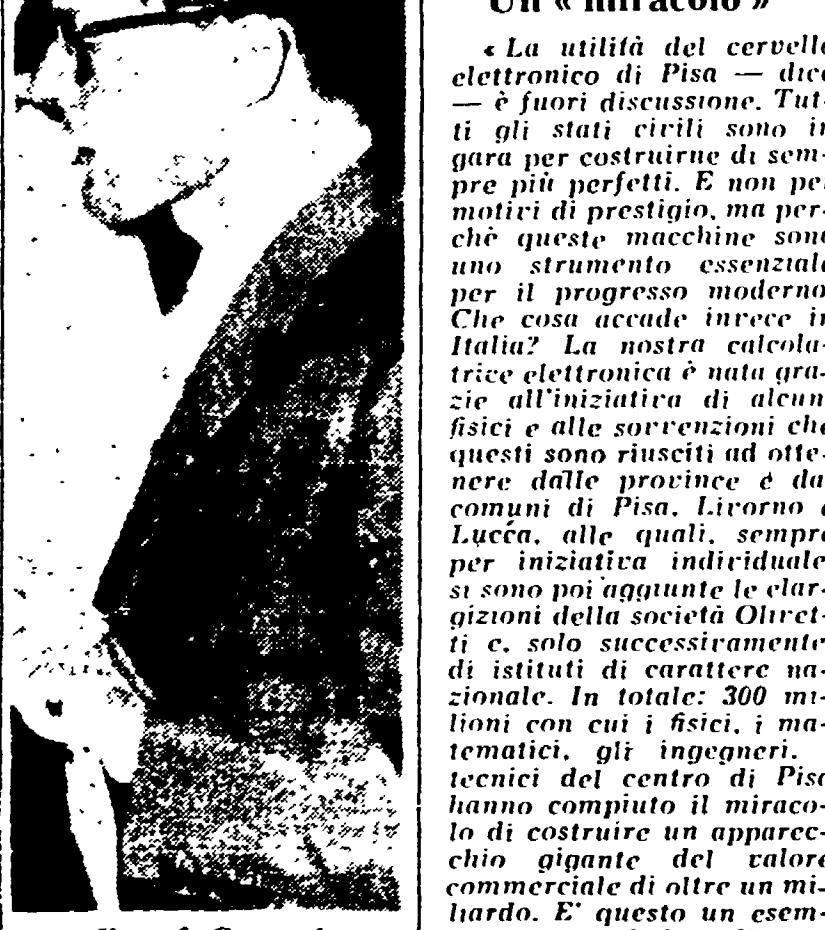 Un « miracolo »
« La utilità del cervello
elettronico di Pisa — dice
— è fuori discussione. Tut-
ti gli stati civili sono in
gara per costruirne di sem-
pre più perfetti. E non per
motivi di prestigio, ma per-
chè queste macchine sono
uno strumento essenziale
per il progresso moderno.
Che cosa accade invece in
Italia? La nostra calcola-
trice elettronica è nata gra-
zie all'iniziativa di alcuni
fisici e alle sovvenzioni che
questi sono riusciti ad otte-
nere dalle province e dai
comuni di Pisa, Livorno e
Lucca, alle quali, sempre
per iniziativa individuale
si sono poi aggiunte le elar-
gizioni della società Olivet-
ti e, solo successivamente
di istituti di carattere na-
zionale. In totale: 300 mi-
lioni con cui i fisici, i ma-
tematici, gli ingegneri,
tecnici del centro di Pisa
hanno compiuto il miraco-
lo di costruire un apparec-
chio gigante del valore
commerciale di oltre un mi-
liardo. E' questo un esem-